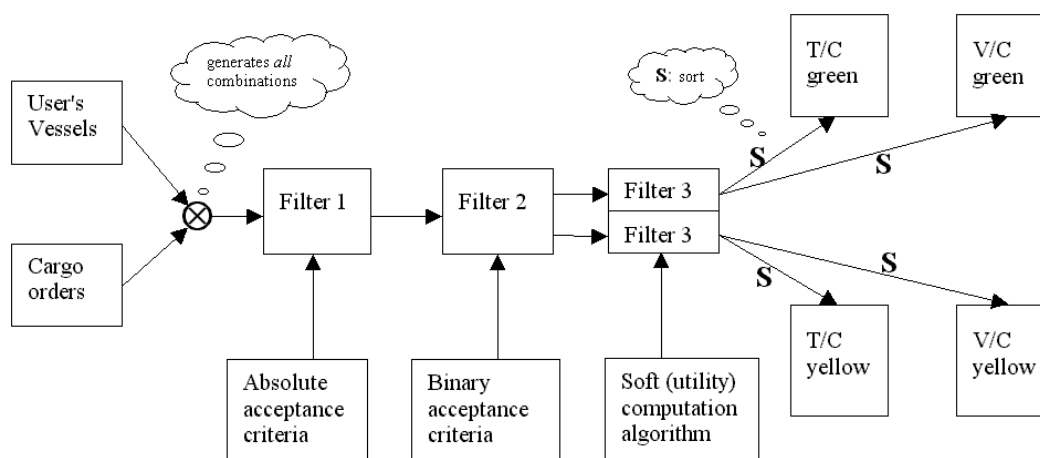 generates all
combinations
S: sort
T/C
green
V/C
green
User's
Vessels
S
S
Filter 1
Filter 2
Filter 3
Filter 3
Cargo
orders
S
S
T/C
yellow
V/C
yellow
Absolute
acceptance
criteria
Binary
acceptance
criteria
Soft (utility)
computation
algorithm